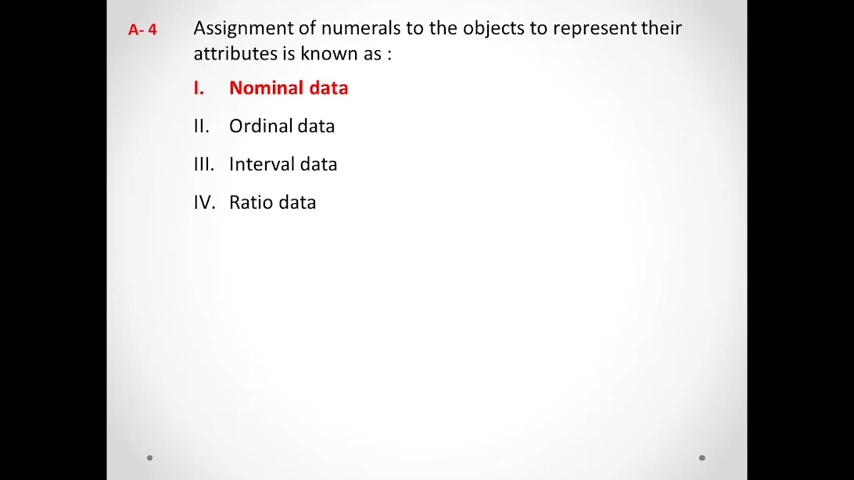 A- 4 Assignment of numerals to the objects to represent their
attributes is known as :
I. Nominal data
II. Ordinal data
III. Interval data
IV. Ratio data